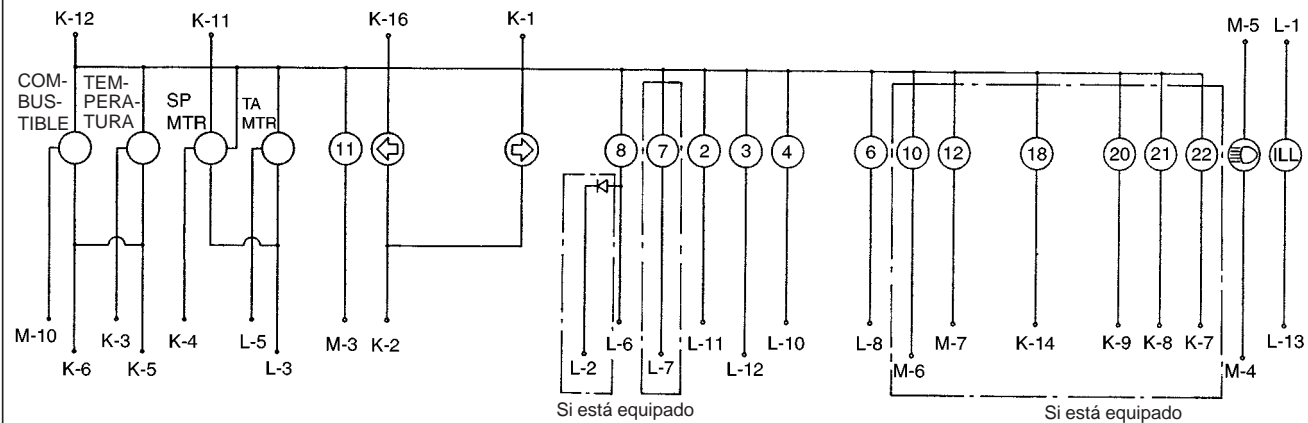 K-12 K-11 K-16 K-1 M-5 L-1
COM-
BUS-
TIBLE
TEM-
PERA-
TURA
SP
MTR
TA
MTR
11 8 7 2 3 4 6 10 12 18 20 21 22 ILL
M-10 K-3 K-4 L-5 M-3 K-2 L-6 L-11 L-10 L-8 M-7 K-14 K-9 K-8 K-7 L-13
K-6 K-5 L-3 L-2 L-7 L-12 M-6 M-4
Si está equipado Si está equipado